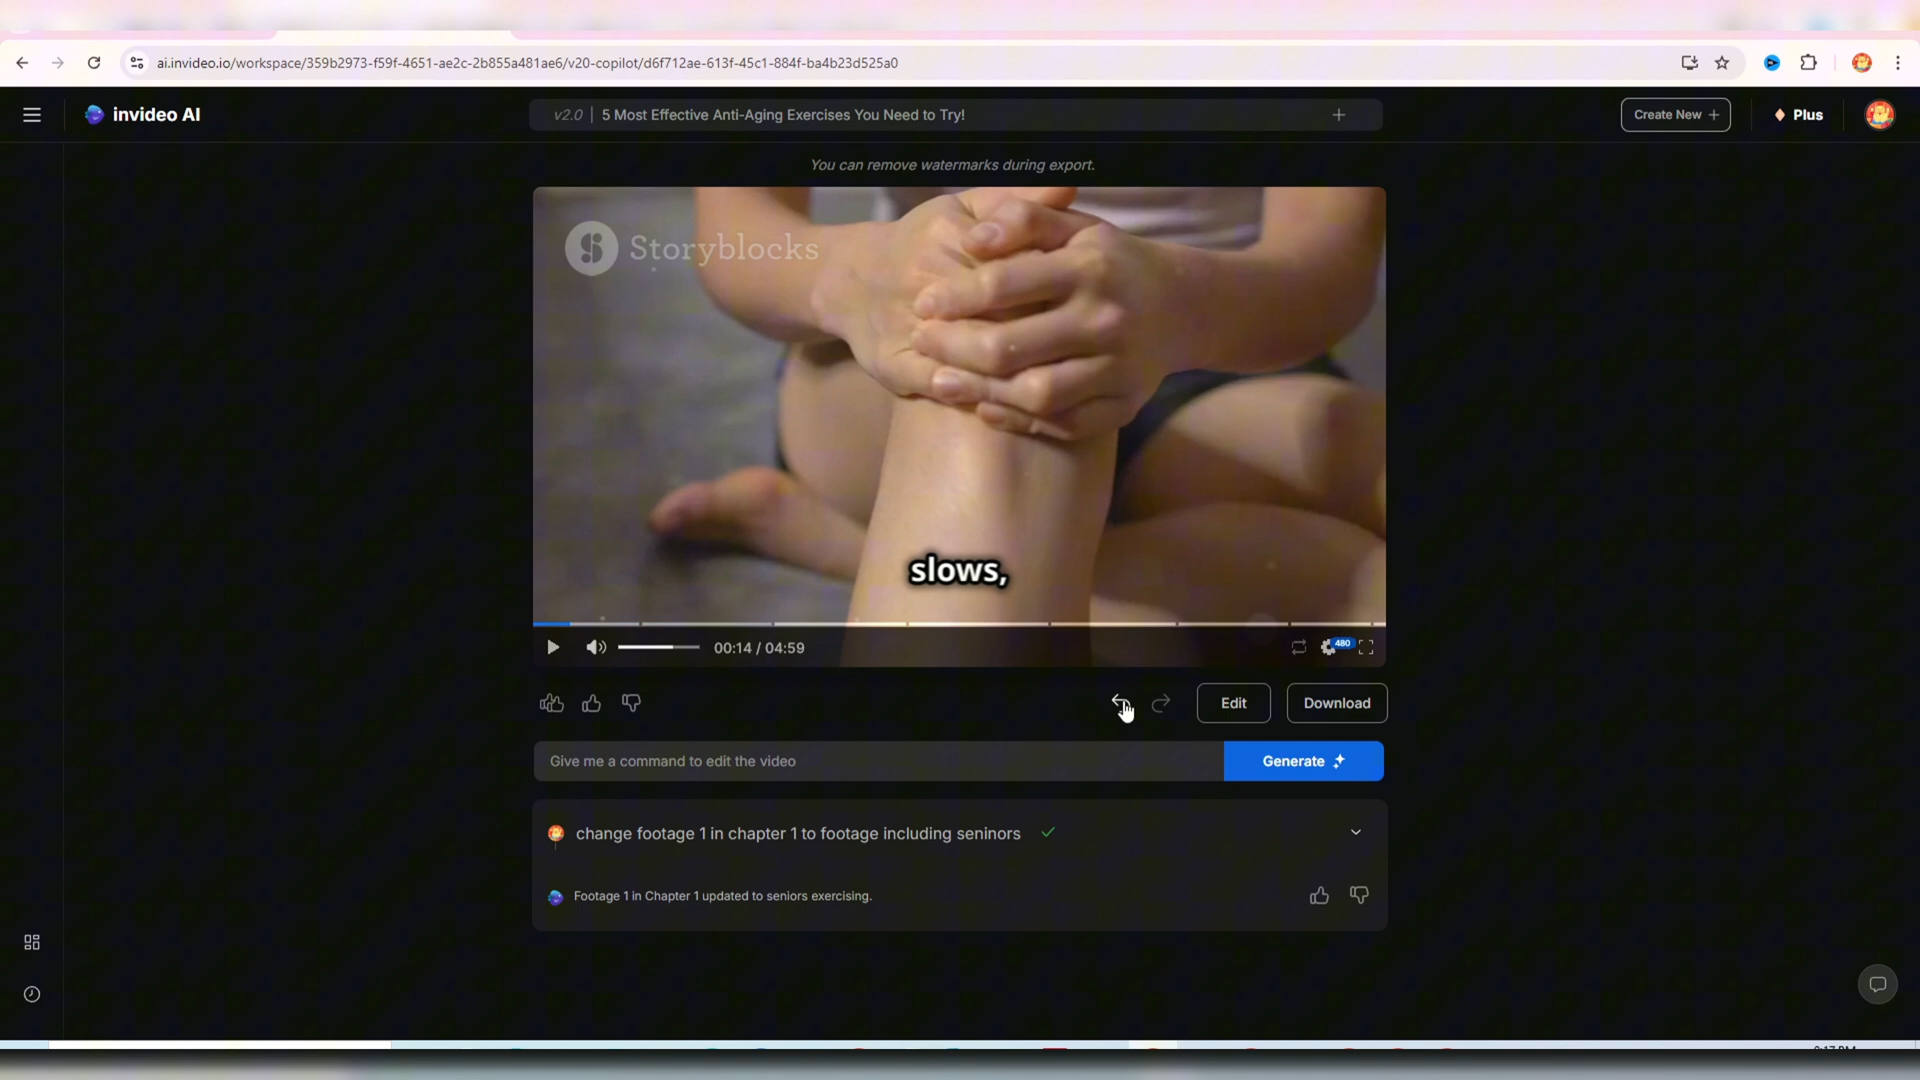 ai.invideo.io/workspace/359b2973-f59f-4651-ae2c-2b855a481ae6/v20-copilot/d6f712ae-613f-45c1-884f-ba4b23d525a0
invideo AI
v2.0 | 5 Most Effective Anti-Aging Exercises You Need to Try!
Create New +
Plus
You can remove watermarks during export.
Storyblocks
slows,
00:14 / 04:59
480
Edit
Download
Give me a command to edit the video
Generate
change footage 1 in chapter 1 to footage including seninors
Footage 1 in Chapter 1 updated to seniors exercising.